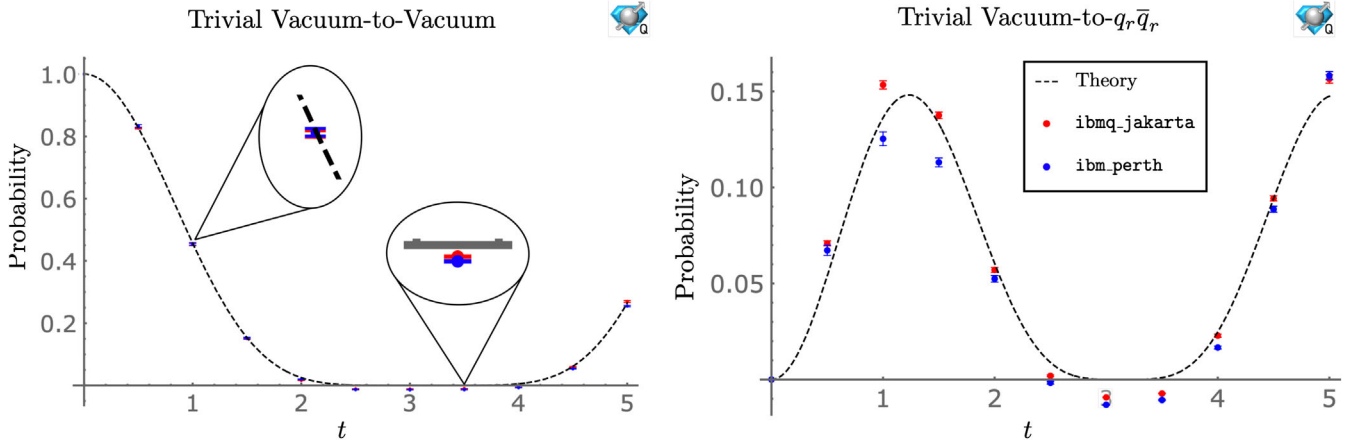 Trivial Vacuum-to-Vacuum
Q
Probability
1.0
0.8
0.6
0.4
0.2
1 2 3 4 5
t
Trivial Vacuum-to-q_r q̄_r
Q
Probability
0.15
0.10
0.05
Theory
ibmq_jakarta
ibm_perth
1 2 3 4 5
t